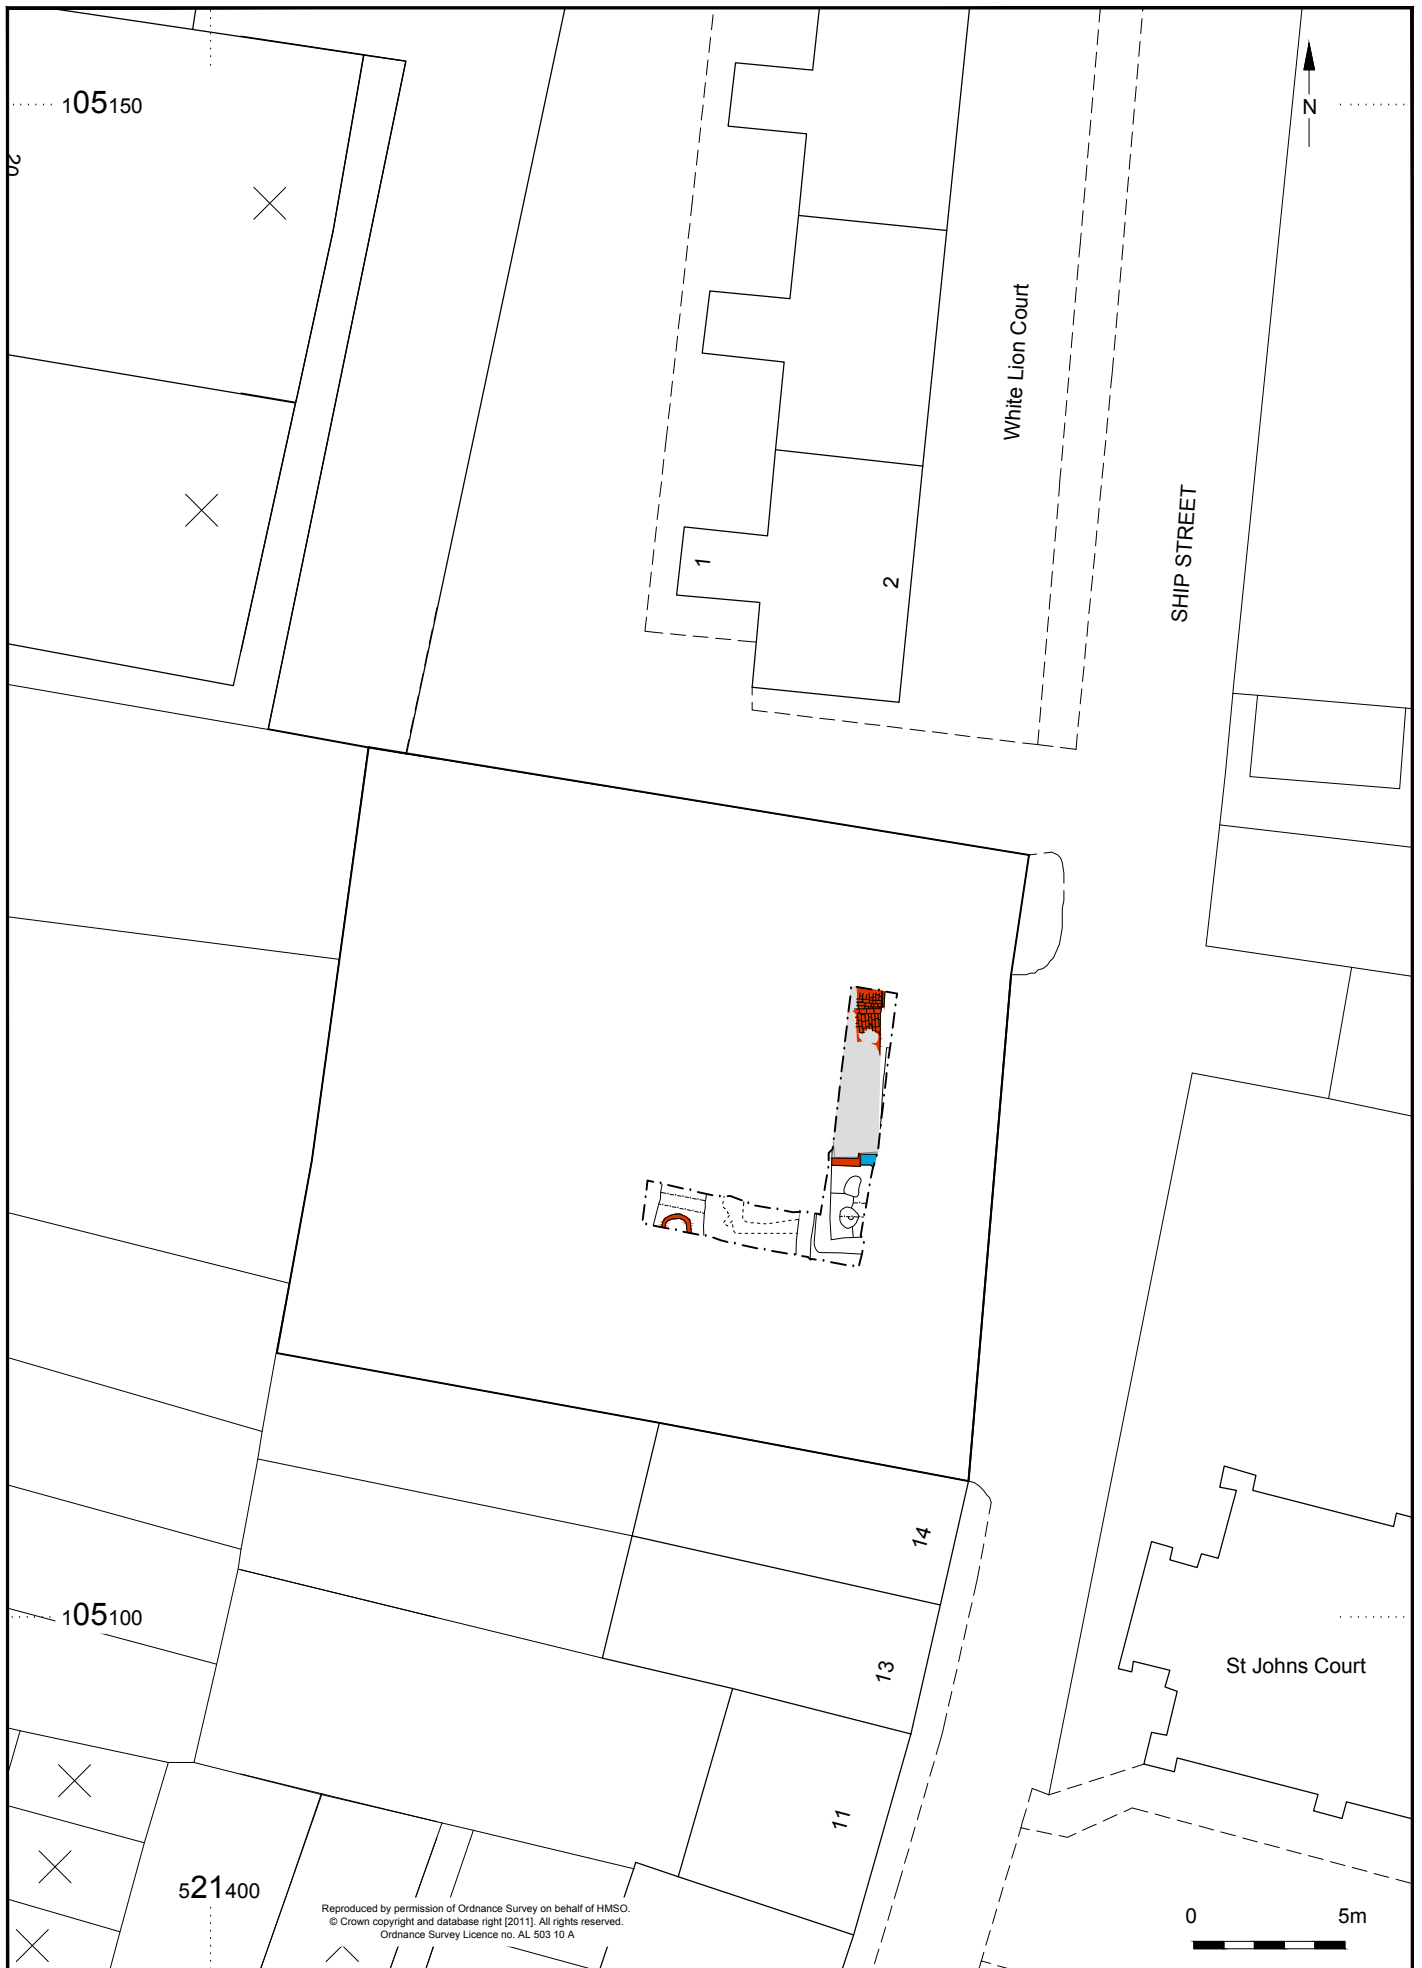 105150
N
20
White Lion Court
SHIP STREET
1
2
14
105100
13
St Johns Court
11
521400
Reproduced by permission of Ordnance Survey on behalf of HMSO.
© Crown copyright and database right [2011]. All rights reserved.
Ordnance Survey Licence no. AL 503 10 A
0 5m